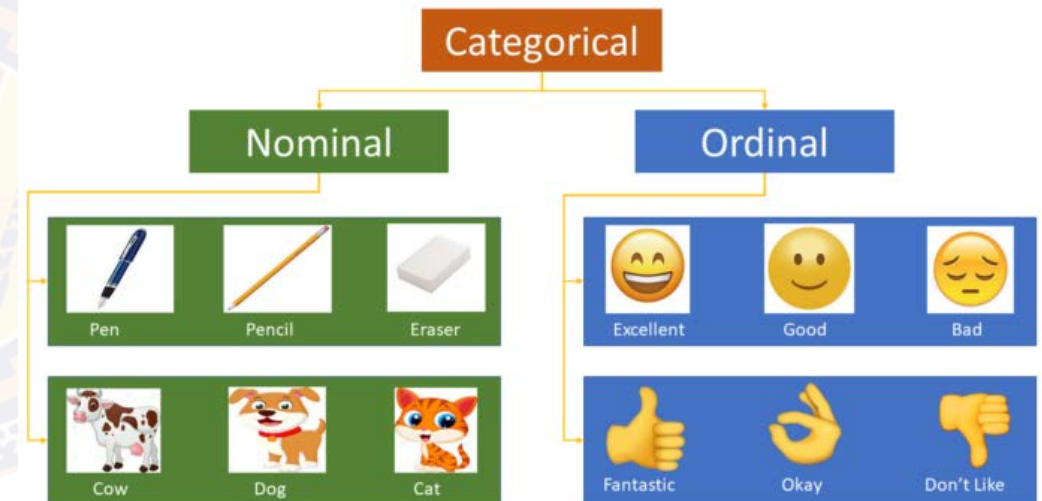 Categorical
Nominal
Ordinal
Pen
Pencil
Eraser
Excellent
Good
Bad
Cow
Dog
Cat
Fantastic
Okay
Don't Like